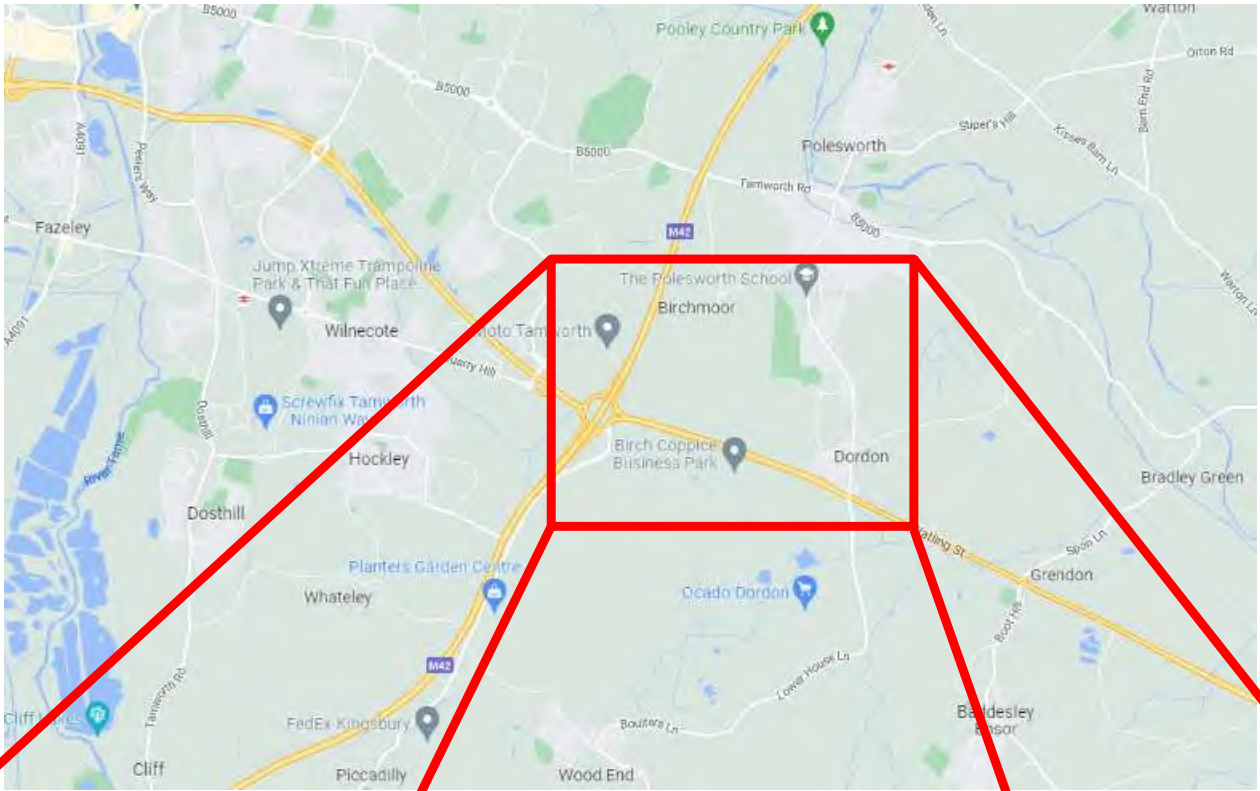 B5000
Pooley Country Park
Warton
Orton Rd
B5000
Barn End Rd
A4091
Peelers Way
B5000
Polesworth
Kisses Barn Ln
Tamworth Rd
B5000
Fazeley
M42
Jump Xtreme Trampoline
Park & That Fun Place
The Polesworth School
Birchmoor
Warton Ln
A4091
Wilnecote
Moto Tamworth
Quarry Hill
Screwfix Tamworth
Ninian Way
Dosthill
Birch Coppice
Business Park
Hockley
Dordon
River Tame
Bradley Green
Dosthill
Watling St
Spon Ln
Planters Garden Centre
Grendon
Whateley
Ocado Dordon
Boot Hill
M42
Lower House Ln
Tamworth Rd
Cliff Lakes
FedEx Kingsbury
Boulters Ln
Baddesley
Ensor
Cliff
Piccadilly
Wood End